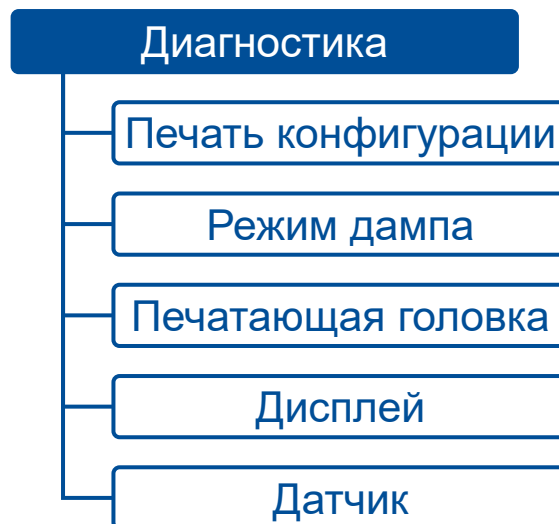 Диагностика
Печать конфигурации
Режим дампа
Печатающая головка
Дисплей
Датчик